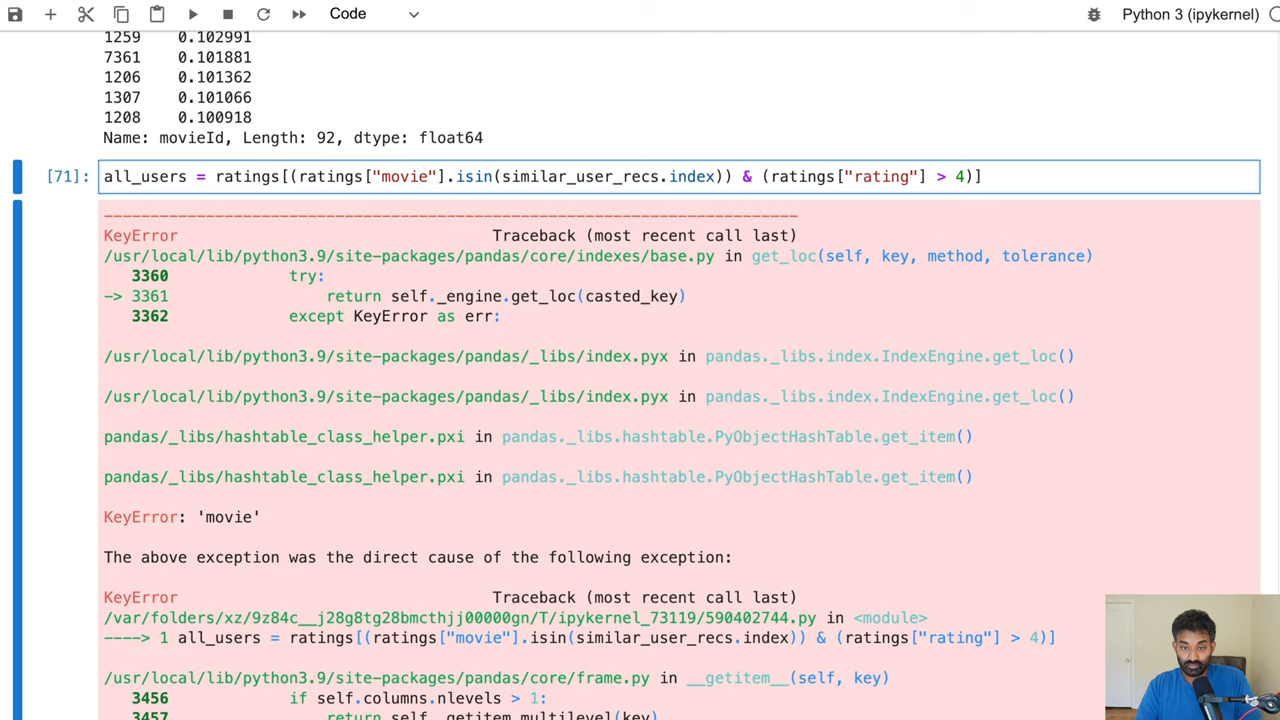 Code
Python 3 (ipykernel)
1259    0.102991
7361    0.101881
1206    0.101362
1307    0.101066
1208    0.100918
Name: movieId, Length: 92, dtype: float64
[71]: all_users = ratings[(ratings["movie"].isin(similar_user_recs.index)) & (ratings["rating"] > 4)]
---------------------------------------------------------------------------
KeyError                                  Traceback (most recent call last)
/usr/local/lib/python3.9/site-packages/pandas/core/indexes/base.py in get_loc(self, key, method, tolerance)
   3360             try:
-> 3361                 return self._engine.get_loc(casted_key)
   3362             except KeyError as err:
/usr/local/lib/python3.9/site-packages/pandas/_libs/index.pyx in pandas._libs.index.IndexEngine.get_loc()
/usr/local/lib/python3.9/site-packages/pandas/_libs/index.pyx in pandas._libs.index.IndexEngine.get_loc()
pandas/_libs/hashtable_class_helper.pxi in pandas._libs.hashtable.PyObjectHashTable.get_item()
pandas/_libs/hashtable_class_helper.pxi in pandas._libs.hashtable.PyObjectHashTable.get_item()
KeyError: 'movie'
The above exception was the direct cause of the following exception:
KeyError                                  Traceback (most recent call last)
/var/folders/xz/9z84c__j28g8tg28bmcthjj00000gn/T/ipykernel_73119/590402744.py in <module>
----> 1 all_users = ratings[(ratings["movie"].isin(similar_user_recs.index)) & (ratings["rating"] > 4)]
/usr/local/lib/python3.9/site-packages/pandas/core/frame.py in __getitem__(self, key)
   3456             if self.columns.nlevels > 1:
   3457                 return self._getitem_multilevel(key)